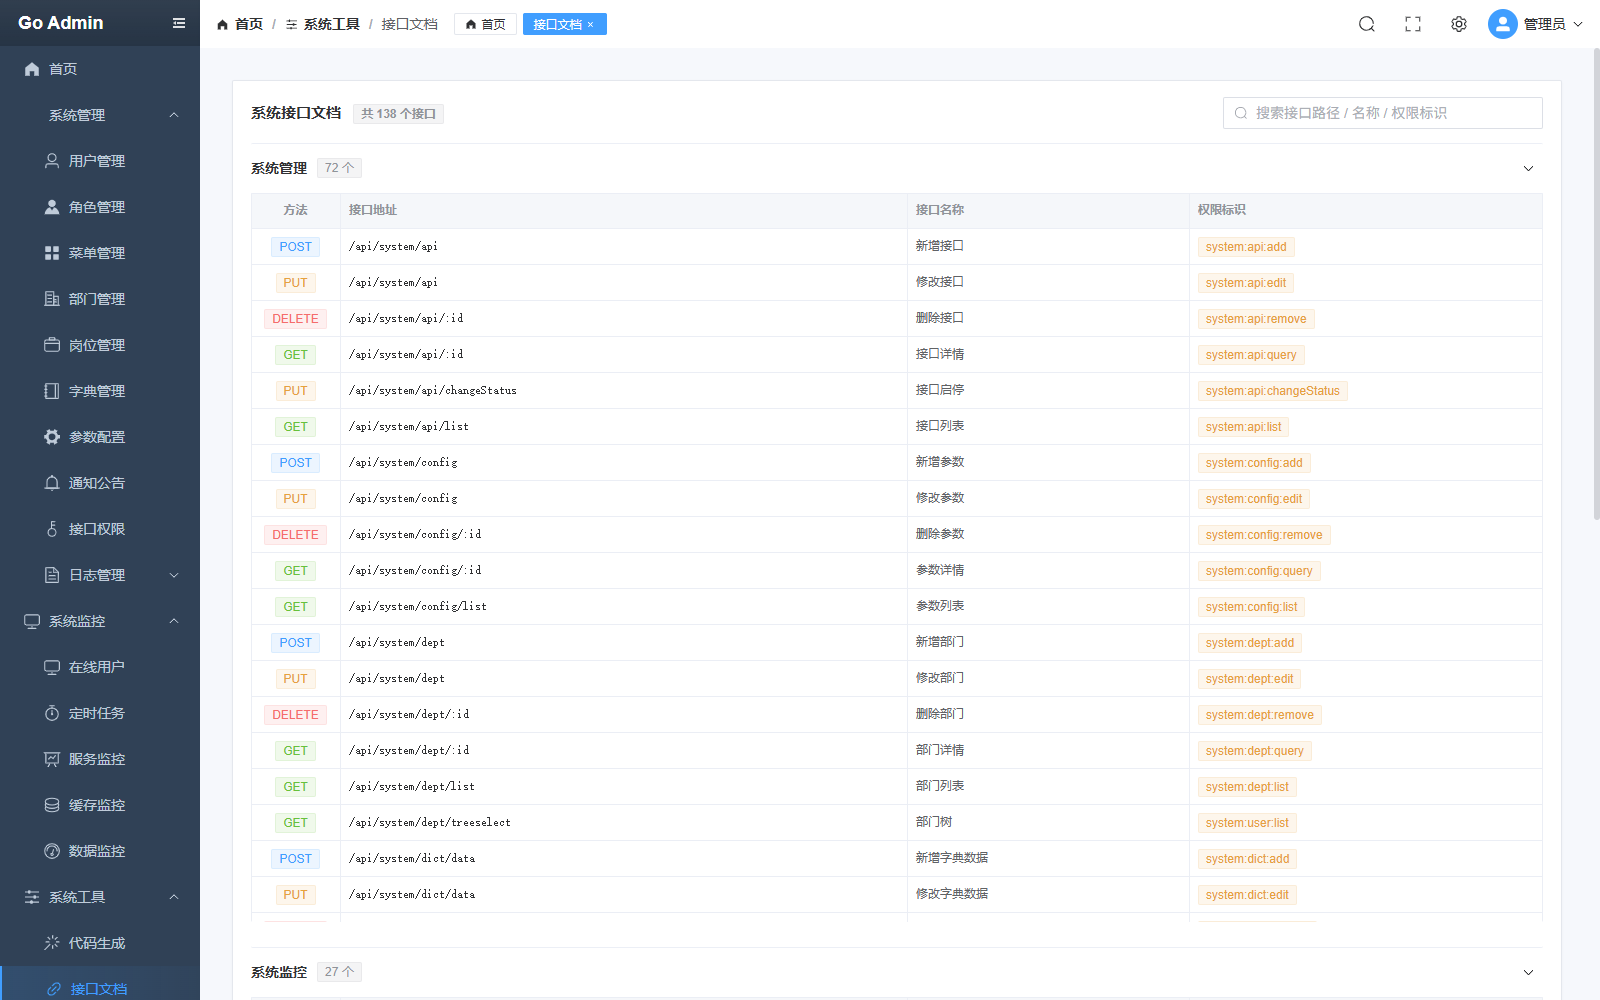 Go Admin
首页
系统管理
用户管理
角色管理
菜单管理
部门管理
岗位管理
字典管理
参数配置
通知公告
接口权限
日志管理
系统监控
在线用户
定时任务
服务监控
缓存监控
数据监控
系统工具
代码生成
接口文档
首页 / 系统工具 / 接口文档
首页
接口文档 ×
管理员
系统接口文档 共 138 个接口
搜索接口路径 / 名称 / 权限标识
系统管理 72 个
方法 接口地址 接口名称 权限标识
POST /api/system/api 新增接口 system:api:add
PUT /api/system/api 修改接口 system:api:edit
DELETE /api/system/api/:id 删除接口 system:api:remove
GET /api/system/api/:id 接口详情 system:api:query
PUT /api/system/api/changeStatus 接口启停 system:api:changeStatus
GET /api/system/api/list 接口列表 system:api:list
POST /api/system/config 新增参数 system:config:add
PUT /api/system/config 修改参数 system:config:edit
DELETE /api/system/config/:id 删除参数 system:config:remove
GET /api/system/config/:id 参数详情 system:config:query
GET /api/system/config/list 参数列表 system:config:list
POST /api/system/dept 新增部门 system:dept:add
PUT /api/system/dept 修改部门 system:dept:edit
DELETE /api/system/dept/:id 删除部门 system:dept:remove
GET /api/system/dept/:id 部门详情 system:dept:query
GET /api/system/dept/list 部门列表 system:dept:list
GET /api/system/dept/treeselect 部门树 system:user:list
POST /api/system/dict/data 新增字典数据 system:dict:add
PUT /api/system/dict/data 修改字典数据 system:dict:edit
系统监控 27 个